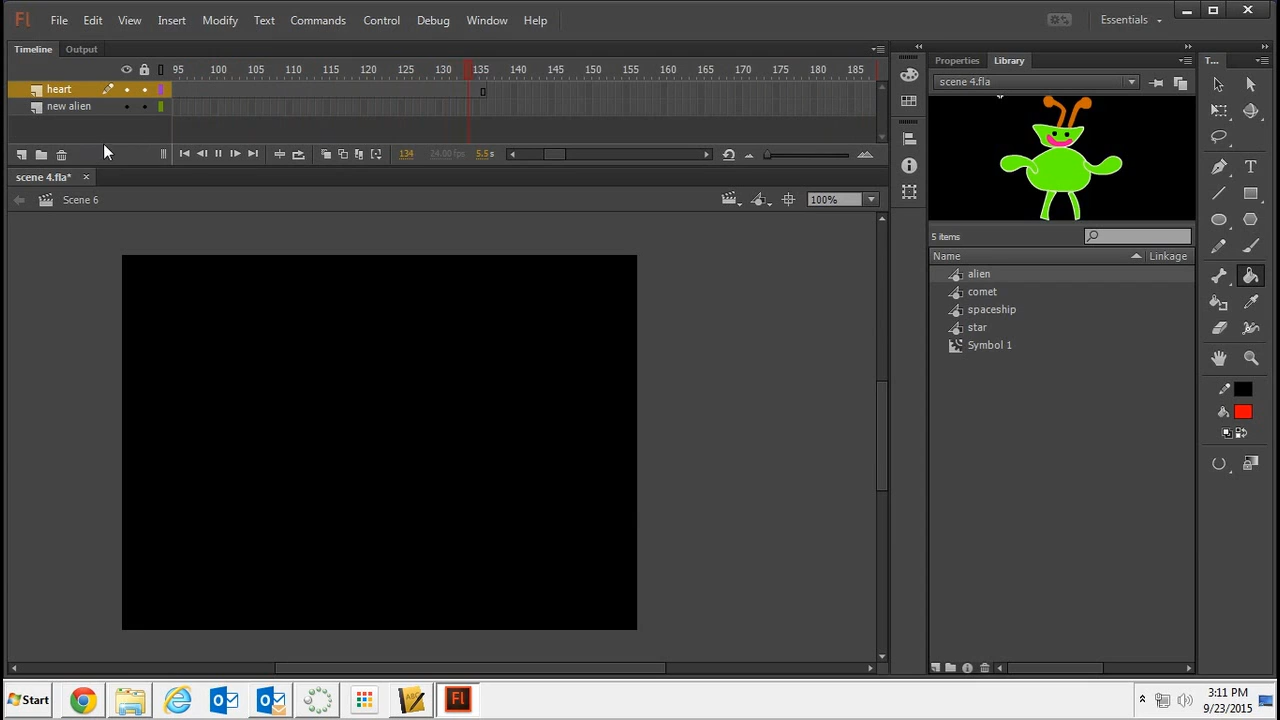 Fl File Edit View Insert Modify Text Commands Control Debug Window Help Essentials
Timeline Output
95 100 105 110 115 120 125 130 135 140 145 150 155 160 165 170 175 180 185
heart
new alien
134 24.00 fps 5.5 s
scene 4.fla* ×
Scene 6 100%
Properties Library T...
scene 4.fla
5 items
Name Linkage
alien
comet
spaceship
star
Symbol 1
T
Start Fl 3:11 PM
9/23/2015